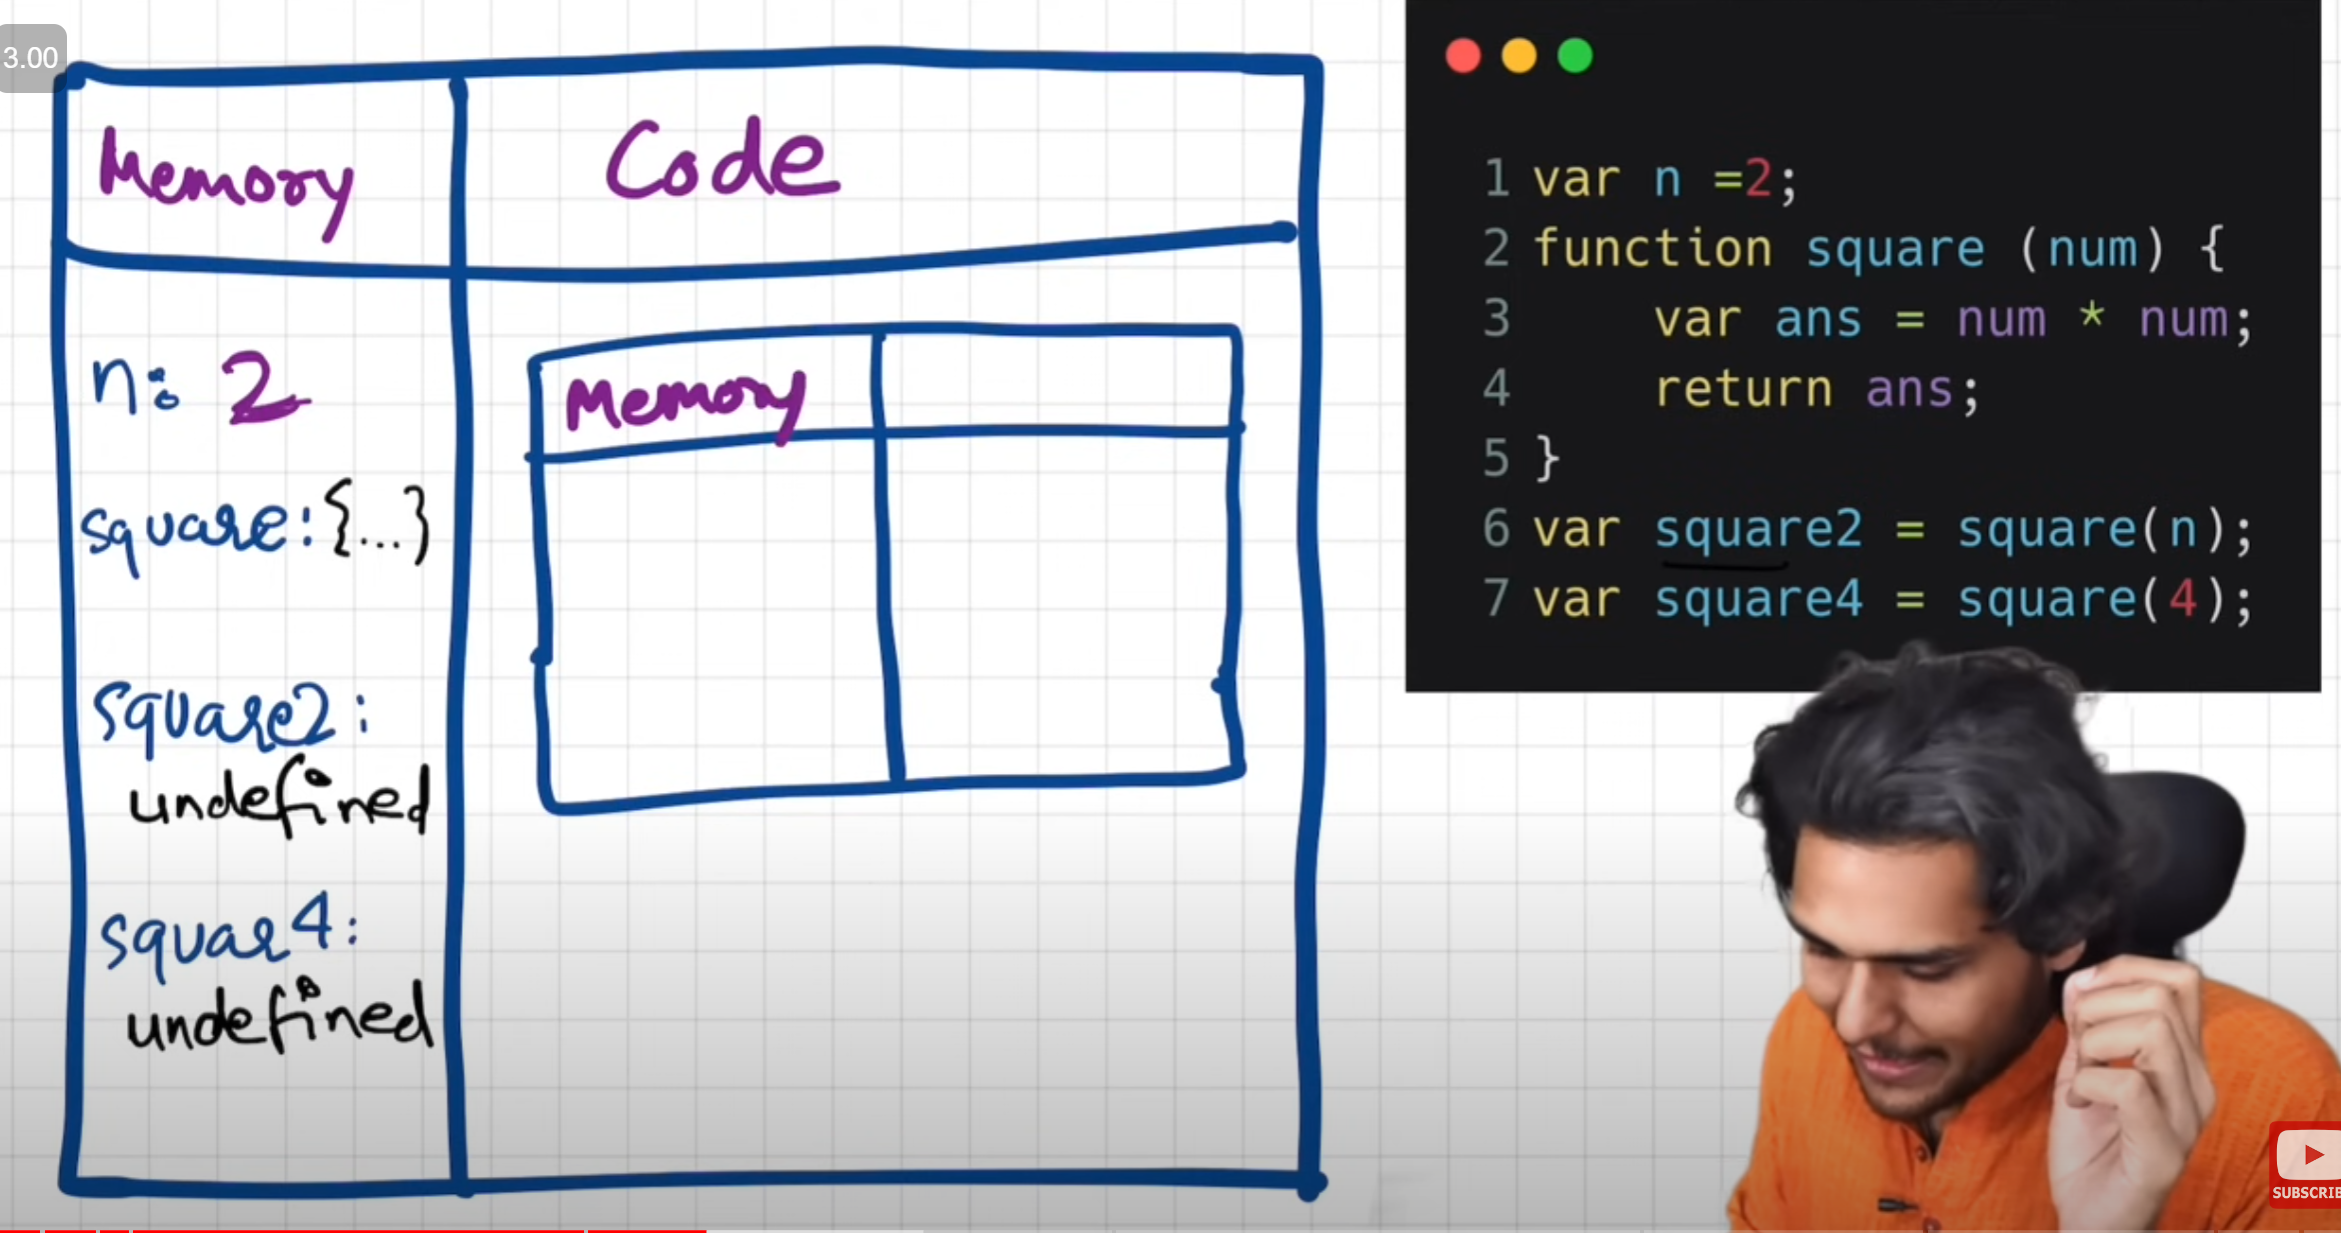 3.00
Memory
Code
n: 2
square: {...}
square2:
undefined
squar4:
undefined
Memory
1 var n =2;
2 function square (num) {
3     var ans = num * num;
4     return ans;
5 }
6 var square2 = square(n);
7 var square4 = square(4);
SUBSCRIBE